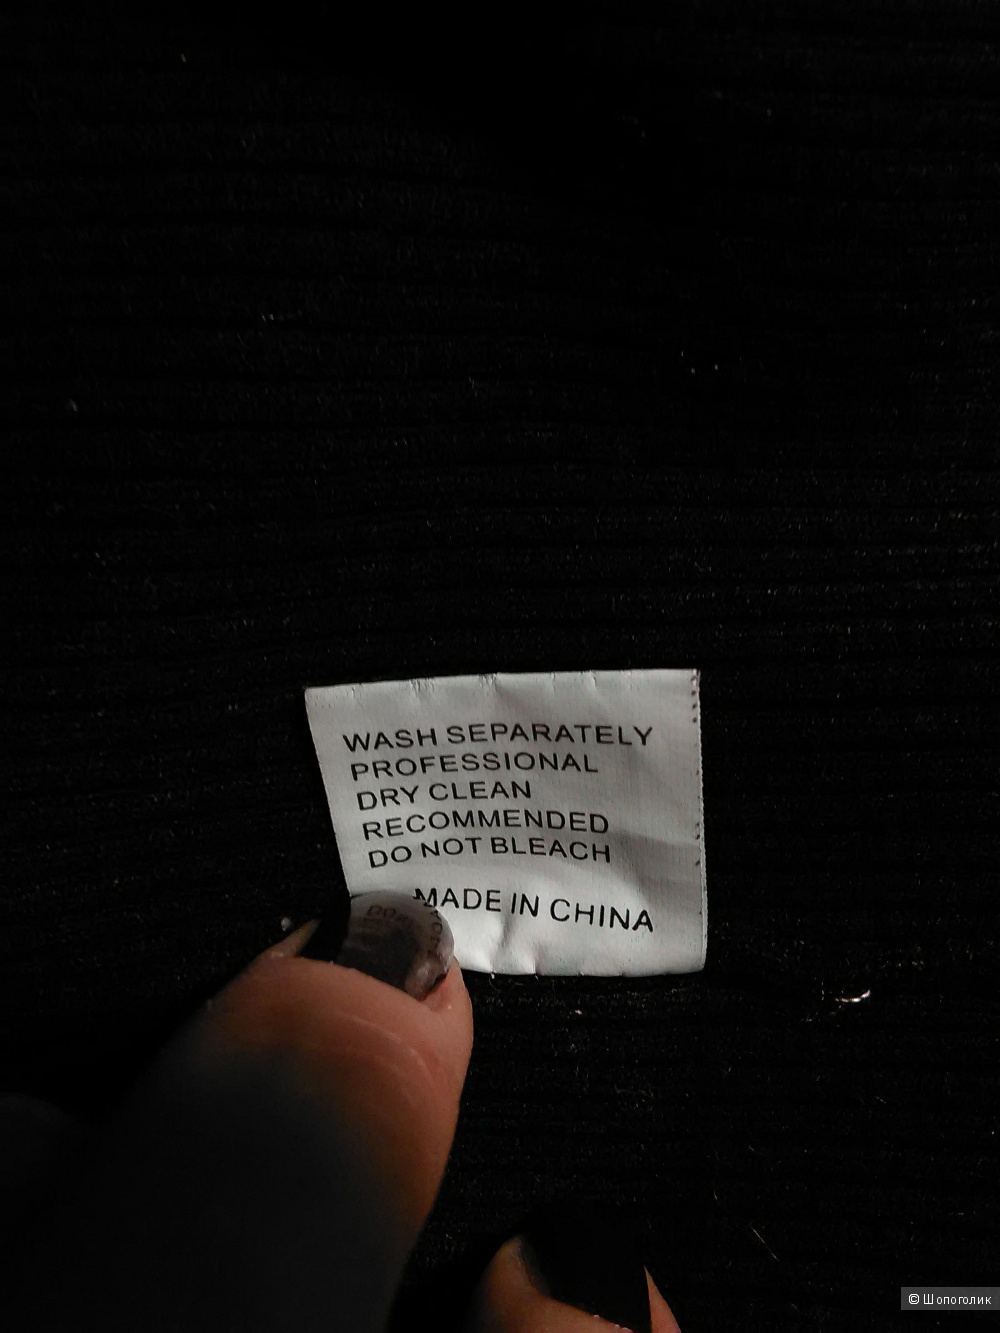 WASH SEPARATELY
PROFESSIONAL
DRY CLEAN
RECOMMENDED
DO NOT BLEACH
MADE IN CHINA
© Шопоголик